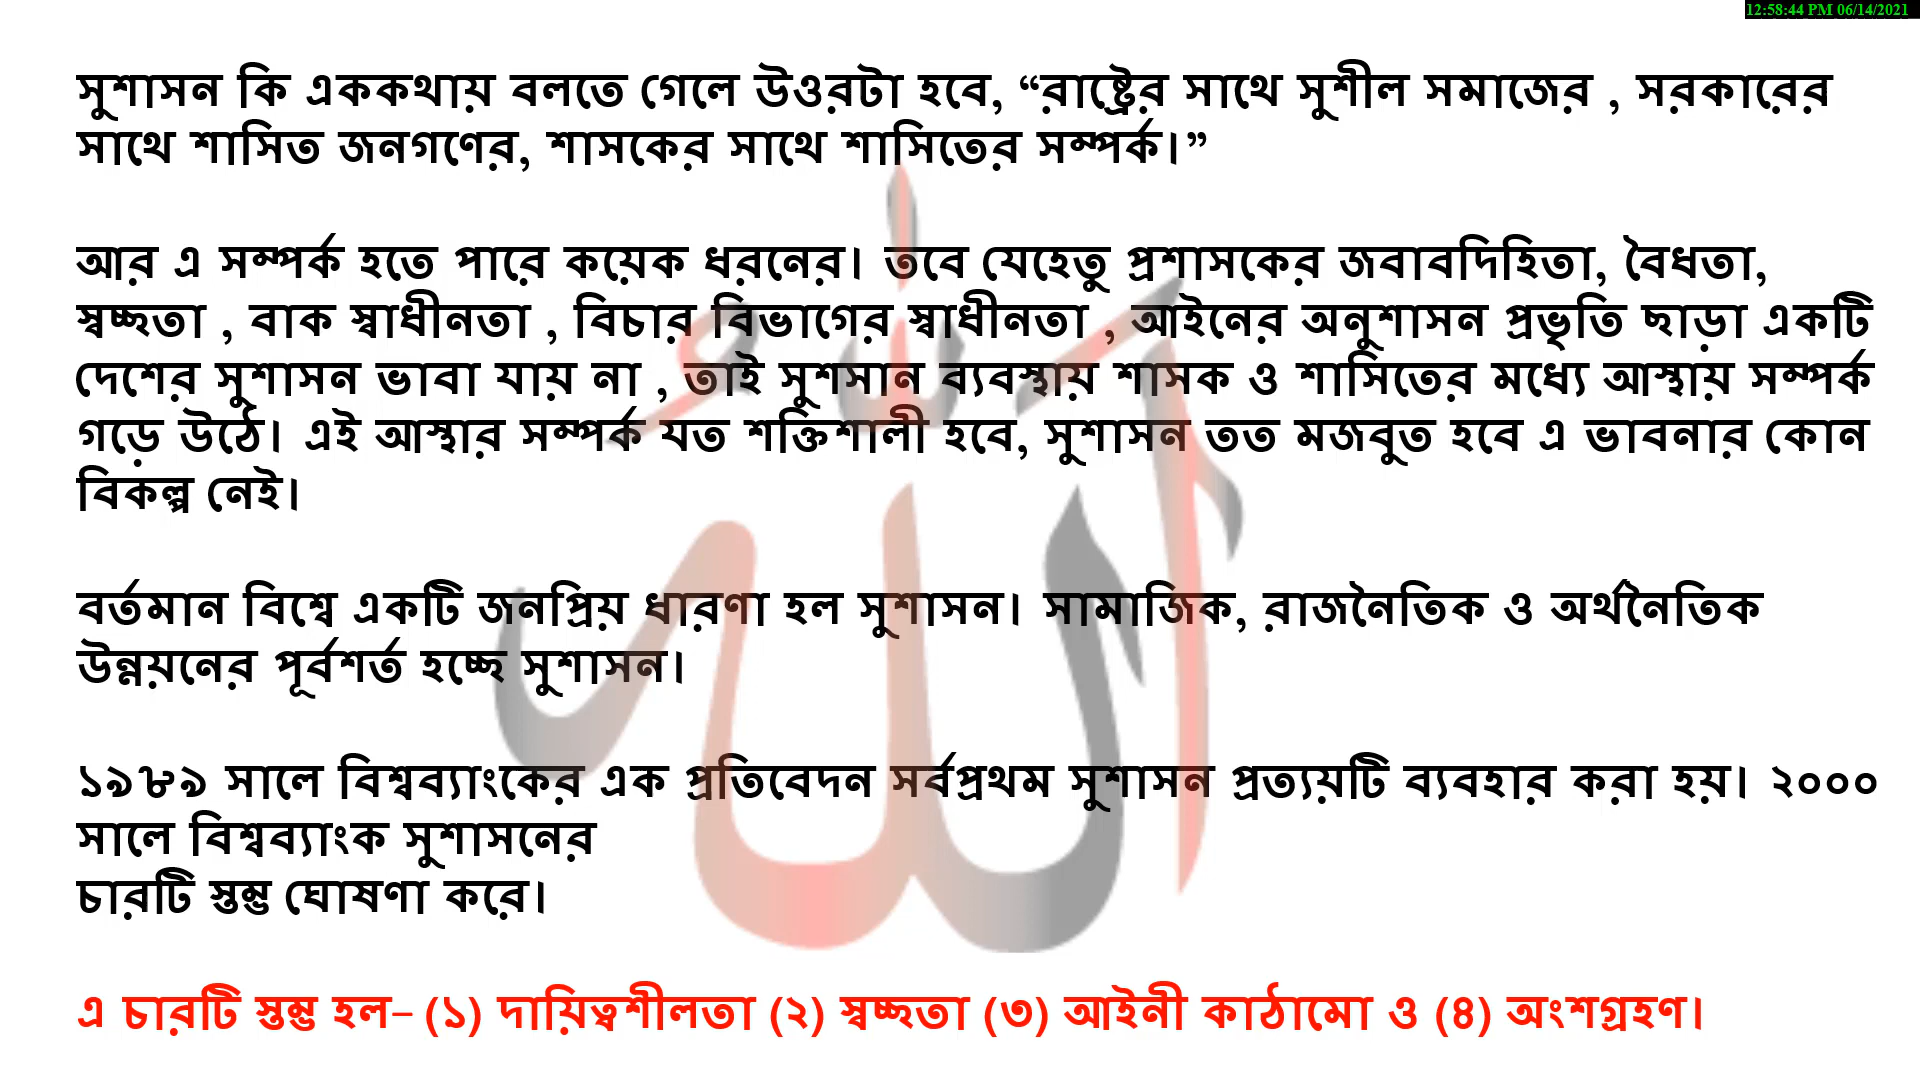 12:58:44 PM 06/14/2021
সুশাসন কি এককথায় বলতে গেলে উওরটা হবে, “রাষ্ট্রের সাথে সুশীল সমাজের , সরকারের
সাথে শাসিত জনগণের, শাসকের সাথে শাসিতের সম্পর্ক।”
আর এ সম্পর্ক হতে পারে কয়েক ধরনের। তবে যেহেতু প্রশাসকের জবাবদিহিতা, বৈধতা,
স্বচ্ছতা , বাক স্বাধীনতা , বিচার বিভাগের স্বাধীনতা , আইনের অনুশাসন প্রভৃতি ছাড়া একটি
দেশের সুশাসন ভাবা যায় না , তাই সুশসান ব্যবস্থায় শাসক ও শাসিতের মধ্যে আস্থায় সম্পর্ক
গড়ে উঠে। এই আস্থার সম্পর্ক যত শক্তিশালী হবে, সুশাসন তত মজবুত হবে এ ভাবনার কোন
বিকল্প নেই।
বর্তমান বিশ্বে একটি জনপ্রিয় ধারণা হল সুশাসন। সামাজিক, রাজনৈতিক ও অর্থনৈতিক
উন্নয়নের পূর্বশর্ত হচ্ছে সুশাসন।
১৯৮৯ সালে বিশ্বব্যাংকের এক প্রতিবেদন সর্বপ্রথম সুশাসন প্রত্যয়টি ব্যবহার করা হয়। ২০০০
সালে বিশ্বব্যাংক সুশাসনের
চারটি স্তম্ভ ঘোষণা করে।
এ চারটি স্তম্ভ হল– (১) দায়িত্বশীলতা (২) স্বচ্ছতা (৩) আইনী কাঠামো ও (৪) অংশগ্রহণ।
الله